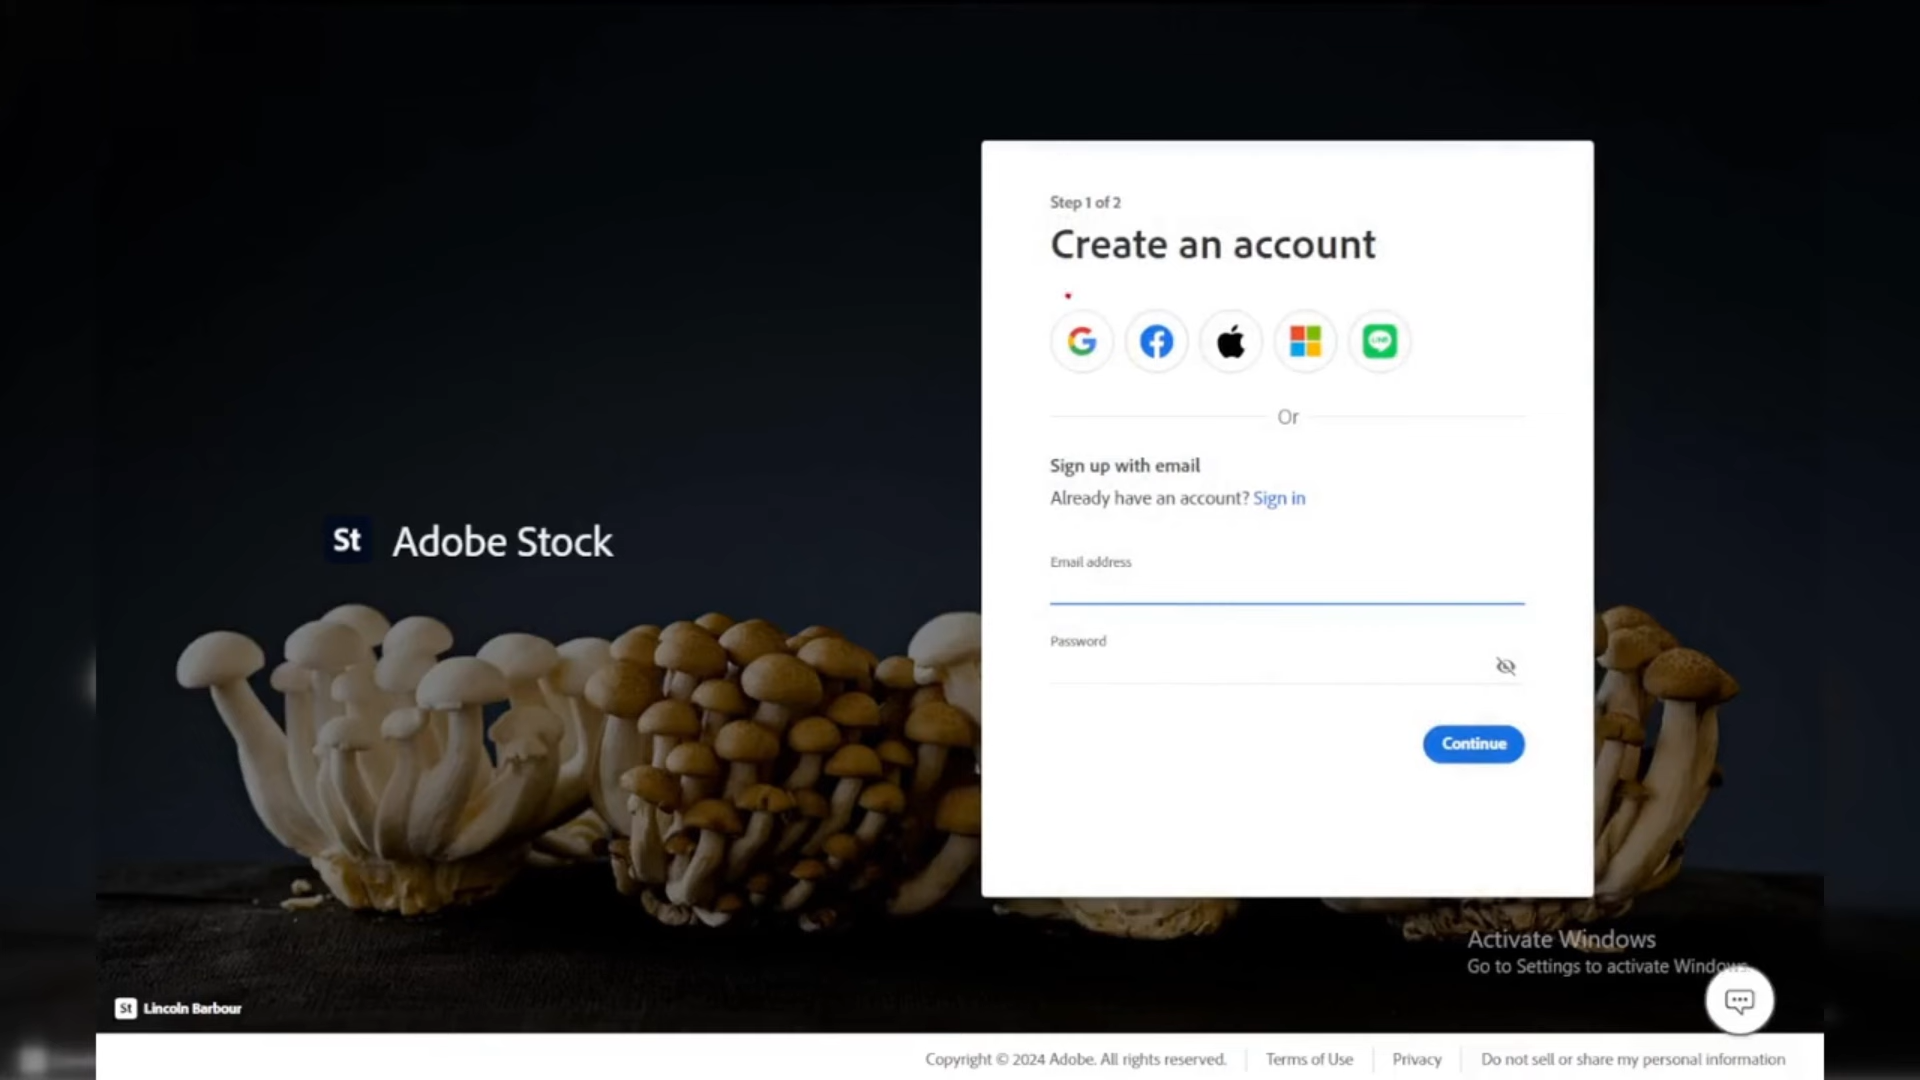 Step 1 of 2
Create an account
LINE
Or
Sign up with email
Already have an account? Sign in
Email address
Password
Continue
St Adobe Stock
Activate Windows
Go to Settings to activate Windows.
St Lincoln Barbour
Copyright © 2024 Adobe. All rights reserved. Terms of Use Privacy Do not sell or share my personal information